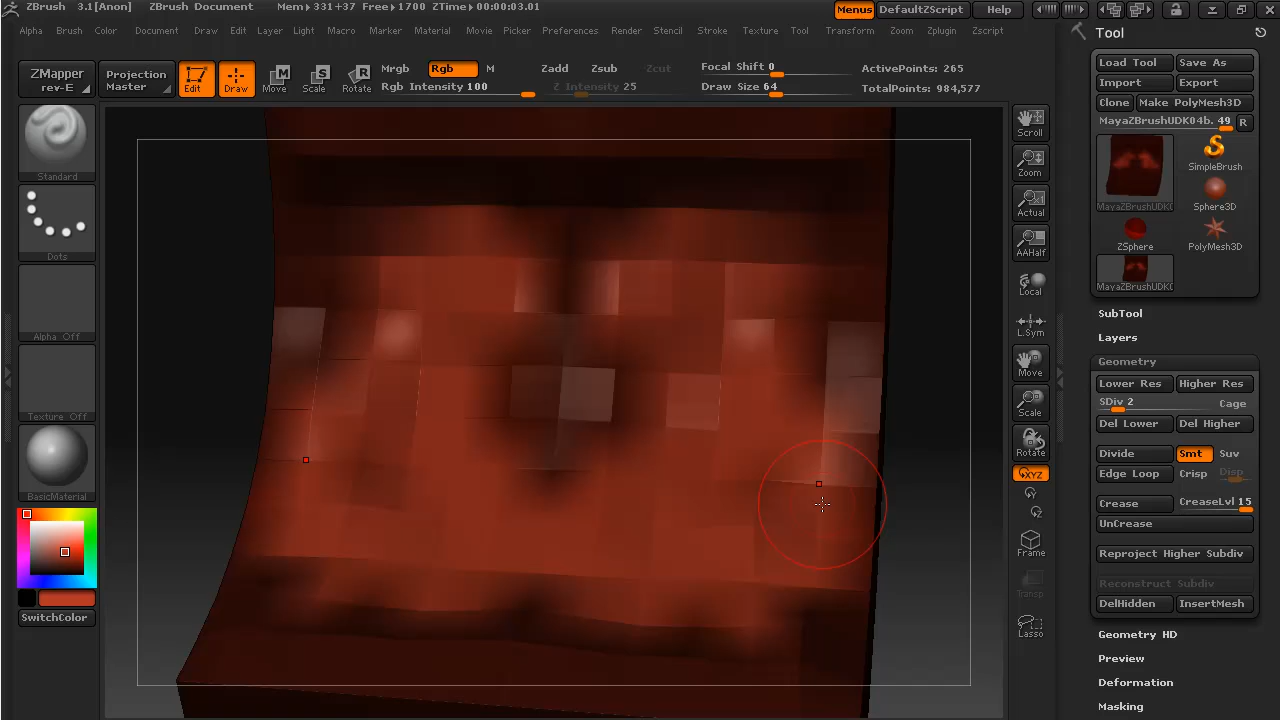 ZBrush 3.1[Anon] ZBrush Document Mem▸331+37 Free▸1700 ZTime▸00:00:03.01 Menus DefaultZScript Help
Alpha Brush Color Document Draw Edit Layer Light Macro Marker Material Movie Picker Preferences Render Stencil Stroke Texture Tool Transform Zoom Zplugin Zscript
Tool
ZMapper
rev-E
Projection
Master
Edit
Draw
Move
Scale
Rotate
Mrgb Rgb M Zadd Zsub Zcut
Rgb Intensity 100 Z Intensity 25
Focal Shift 0
Draw Size 64
ActivePoints: 265
TotalPoints: 984,577
Standard
Dots
Alpha Off
Texture Off
BasicMaterial
SwitchColor
Scroll
Zoom
Actual
AAHalf
Local
L.Sym
Move
Scale
Rotate
XYZ
Frame
Transp
Lasso
Load Tool Save As
Import Export
Clone Make PolyMesh3D
MayaZBrushUDK04b. 49 R
SimpleBrush
MayaZBrushUDK0 Sphere3D
ZSphere PolyMesh3D
MayaZBrushUDK0
SubTool
Layers
Geometry
Lower Res Higher Res
SDiv 2 Cage
Del Lower Del Higher
Divide Smt Suv
Edge Loop Crisp Disp
Crease CreaseLvl 15
UnCrease
Reproject Higher Subdiv
Reconstruct Subdiv
DelHidden InsertMesh
Geometry HD
Preview
Deformation
Masking